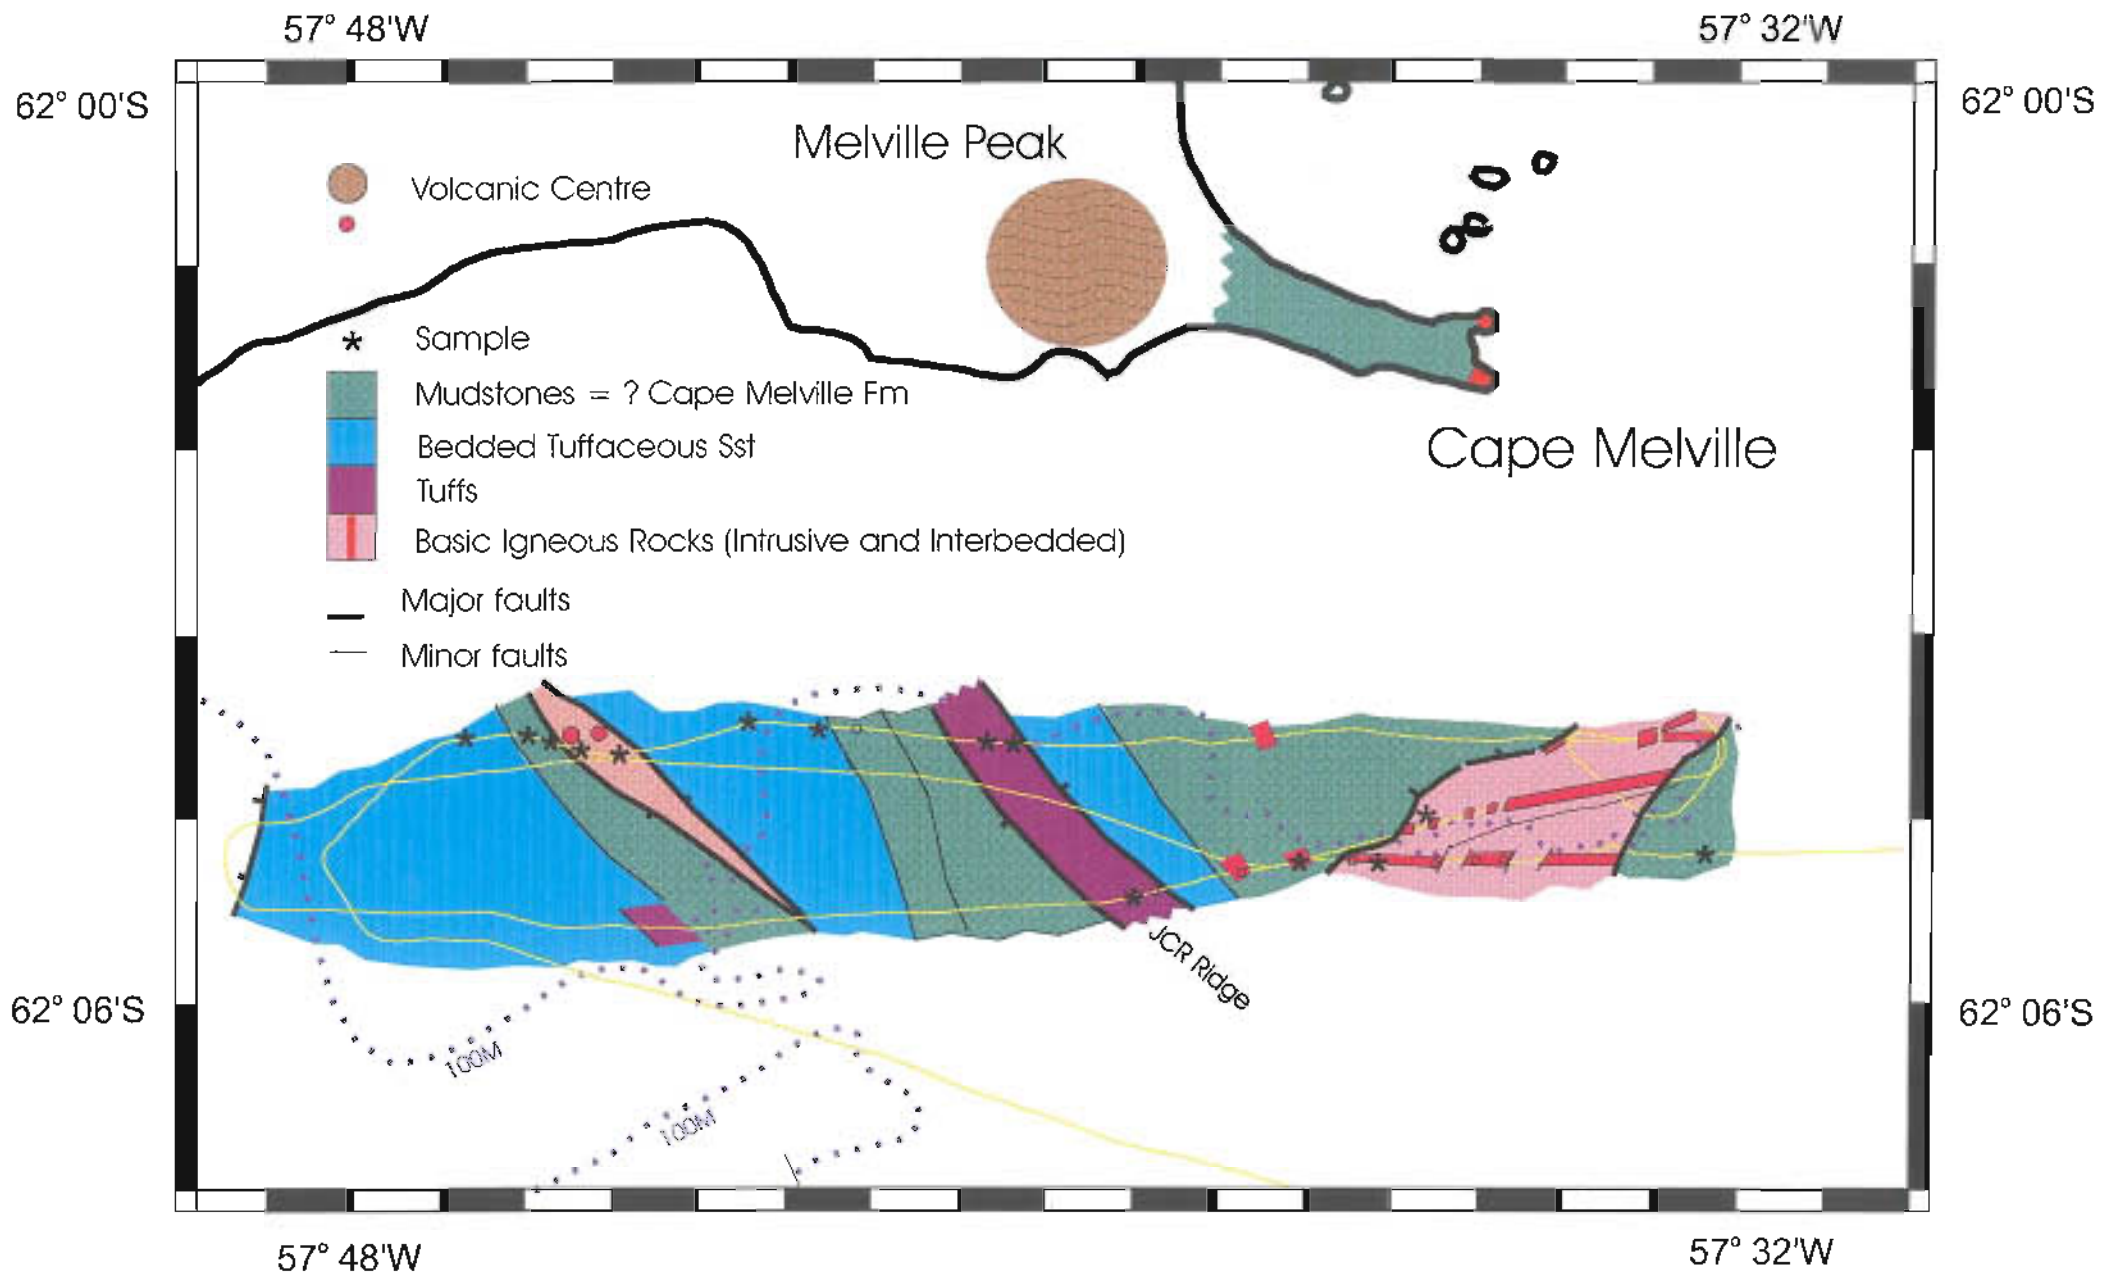 57° 48'W
57° 32'W
62° 00'S
62° 00'S
Melville Peak
Volcanic Centre
Sample
Mudstones = ? Cape Melville Fm
Cape Melville
Bedded Tuffaceous Sst
Tuffs
Basic Igneous Rocks (Intrusive and Interbedded)
Major faults
Minor faults
JCR Ridge
62° 06'S
62° 06'S
100M
100M
57° 48'W
57° 32'W